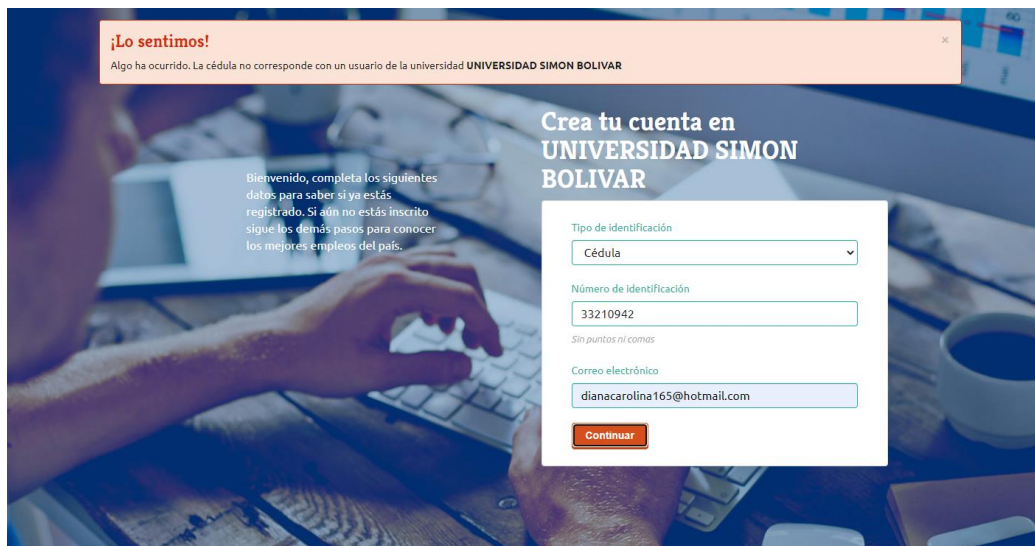 ¡Lo sentimos!
×
Algo ha ocurrido. La cédula no corresponde con un usuario de la universidad UNIVERSIDAD SIMON BOLIVAR
60
Bienvenido, completa los siguientes
datos para saber si ya estás
registrado. Si aún no estás inscrito
sigue los demás pasos para conocer
los mejores empleos del país.
Crea tu cuenta en
UNIVERSIDAD SIMON
BOLIVAR
Tipo de identificación
Cédula
Número de identificación
33210942
Sin puntos ni comas
Correo electrónico
dianacarolina165@hotmail.com
Continuar